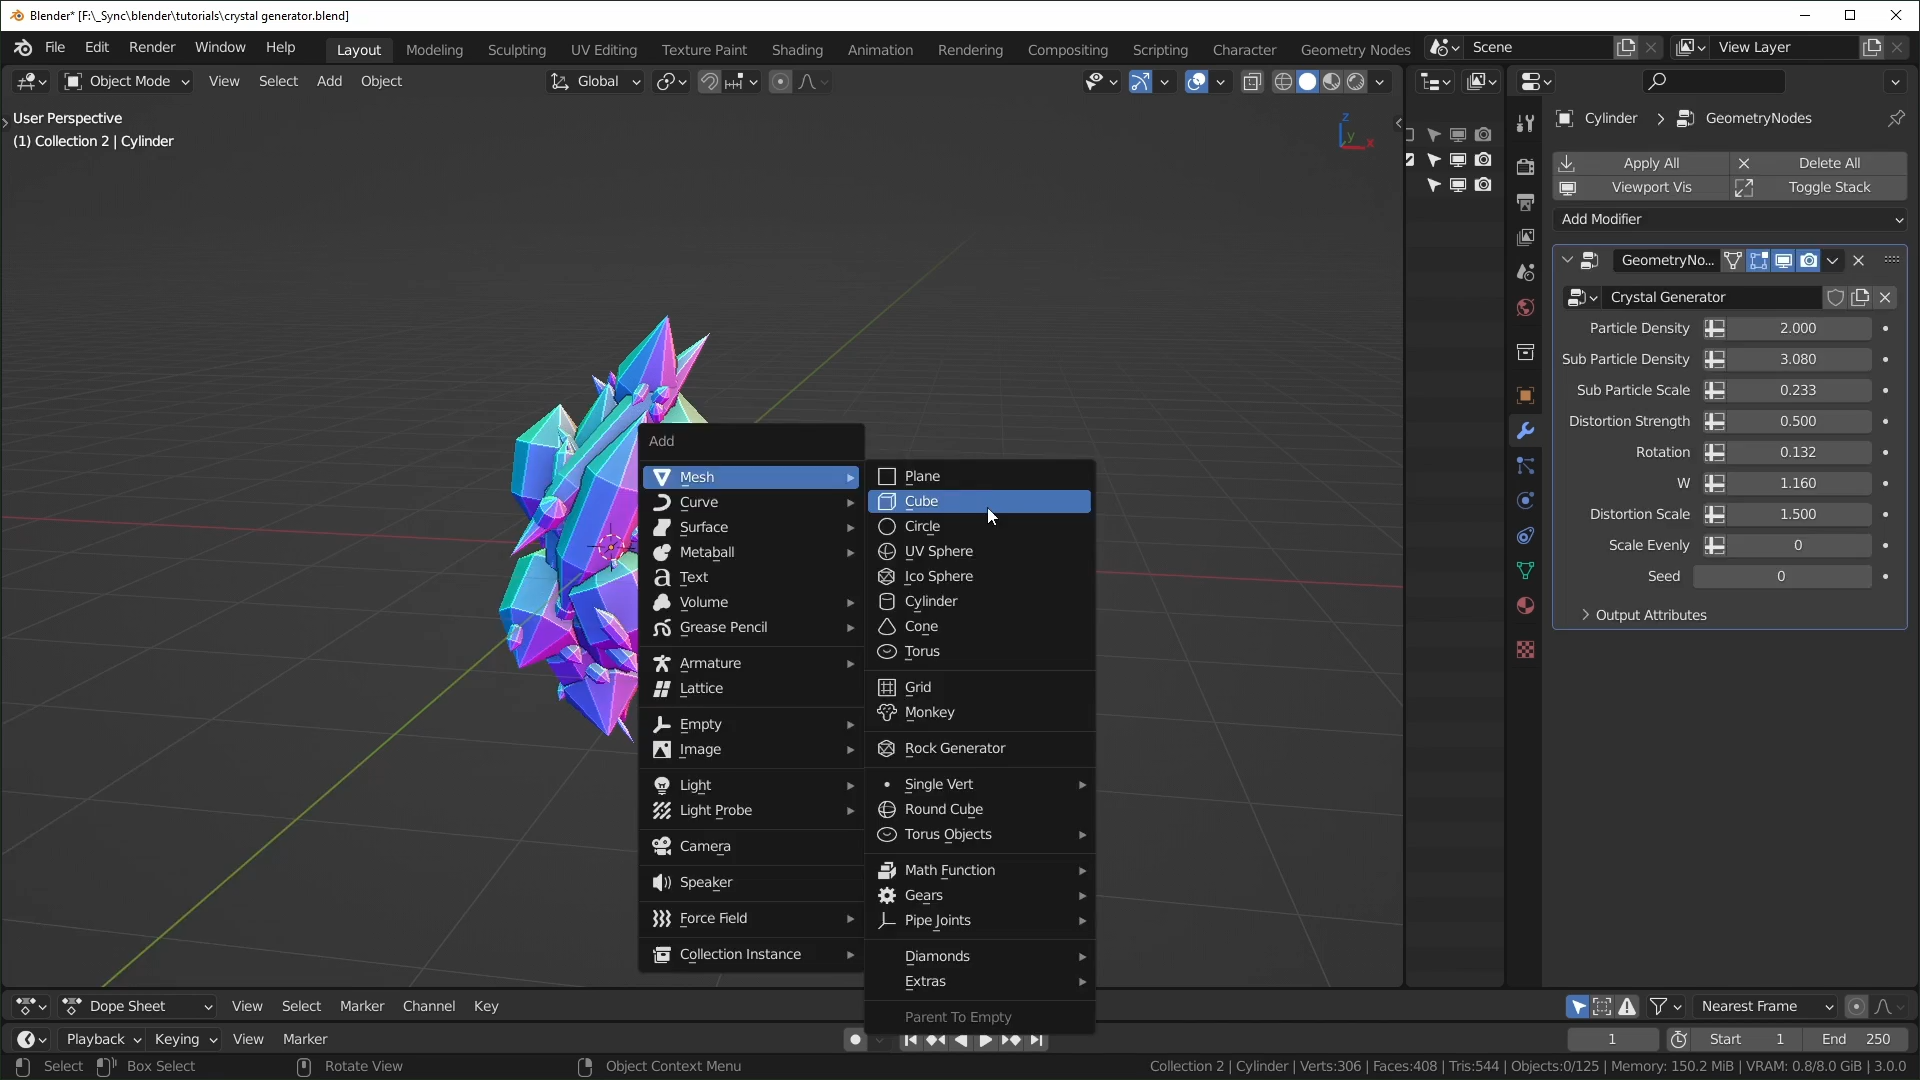 Blender* [F:\_Sync\blender\tutorials\crystal generator.blend]
File Edit Render Window Help Layout Modeling Sculpting UV Editing Texture Paint Shading Animation Rendering Compositing Scripting Character Geometry Nodes Scene View Layer
Object Mode View Select Add Object Global
User Perspective
(1) Collection 2 | Cylinder
Z
y
x
Cylinder GeometryNodes
Apply All Delete All
Viewport Vis Toggle Stack
Add Modifier
GeometryNo...
Crystal Generator
Particle Density 2.000
Sub Particle Density 3.080
Sub Particle Scale 0.233
Distortion Strength 0.500
Rotation 0.132
W 1.160
Distortion Scale 1.500
Scale Evenly 0
Seed 0
Output Attributes
Add
Mesh
Curve
Surface
Metaball
Text
Volume
Grease Pencil
Armature
Lattice
Empty
Image
Light
Light Probe
Camera
Speaker
Force Field
Collection Instance
Plane
Cube
Circle
UV Sphere
Ico Sphere
Cylinder
Cone
Torus
Grid
Monkey
Rock Generator
Single Vert
Round Cube
Torus Objects
Math Function
Gears
Pipe Joints
Diamonds
Extras
Parent To Empty
Dope Sheet View Select Marker Channel Key Nearest Frame
Playback Keying View Marker 1 Start 1 End 250
Select Box Select Rotate View Object Context Menu Collection 2 | Cylinder | Verts:306 | Faces:408 | Tris:544 | Objects:0/125 | Memory: 150.2 MiB | VRAM: 0.8/8.0 GiB | 3.0.0